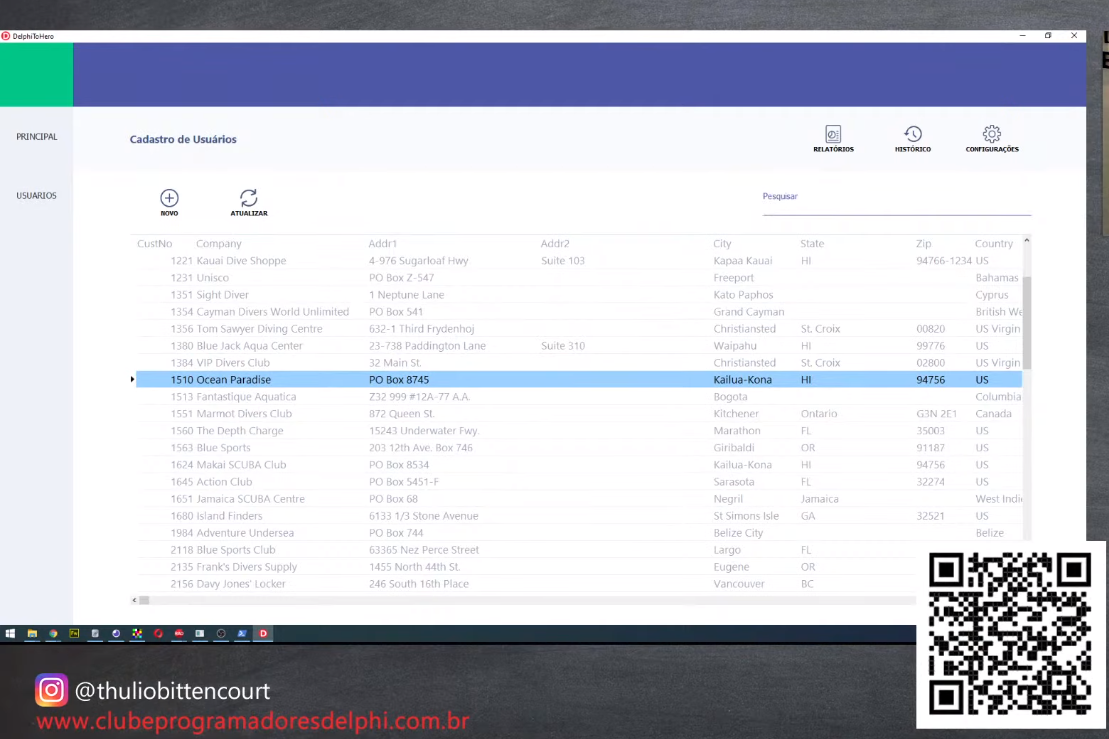 DelphiToHero
PRINCIPAL
USUARIOS
Cadastro de Usuários
RELATÓRIOS HISTÓRICO CONFIGURAÇÕES
NOVO ATUALIZAR
Pesquisar
CustNo Company Addr1 Addr2 City State Zip Country
1221 Kauai Dive Shoppe 4-976 Sugarloaf Hwy Suite 103 Kapaa Kauai HI 94766-1234 US
1231 Unisco PO Box Z-547 Freeport Bahamas
1351 Sight Diver 1 Neptune Lane Kato Paphos Cyprus
1354 Cayman Divers World Unlimited PO Box 541 Grand Cayman British We
1356 Tom Sawyer Diving Centre 632-1 Third Frydenhoj Christiansted St. Croix 00820 US Virgin
1380 Blue Jack Aqua Center 23-738 Paddington Lane Suite 310 Waipahu HI 99776 US
1384 VIP Divers Club 32 Main St. Christiansted St. Croix 02800 US Virgin
1510 Ocean Paradise PO Box 8745 Kailua-Kona HI 94756 US
1513 Fantastique Aquatica Z32 999 #12A-77 A.A. Bogota Columbia
1551 Marmot Divers Club 872 Queen St. Kitchener Ontario G3N 2E1 Canada
1560 The Depth Charge 15243 Underwater Fwy. Marathon FL 35003 US
1563 Blue Sports 203 12th Ave. Box 746 Giribaldi OR 91187 US
1624 Makai SCUBA Club PO Box 8534 Kailua-Kona HI 94756 US
1645 Action Club PO Box 5451-F Sarasota FL 32274 US
1651 Jamaica SCUBA Centre PO Box 68 Negril Jamaica West Indi
1680 Island Finders 6133 1/3 Stone Avenue St Simons Isle GA 32521 US
1984 Adventure Undersea PO Box 744 Belize City Belize
2118 Blue Sports Club 63365 Nez Perce Street Largo FL
2135 Frank's Divers Supply 1455 North 44th St. Eugene OR
2156 Davy Jones' Locker 246 South 16th Place Vancouver BC
@thuliobittencourt
www.clubeprogramadoresdelphi.com.br